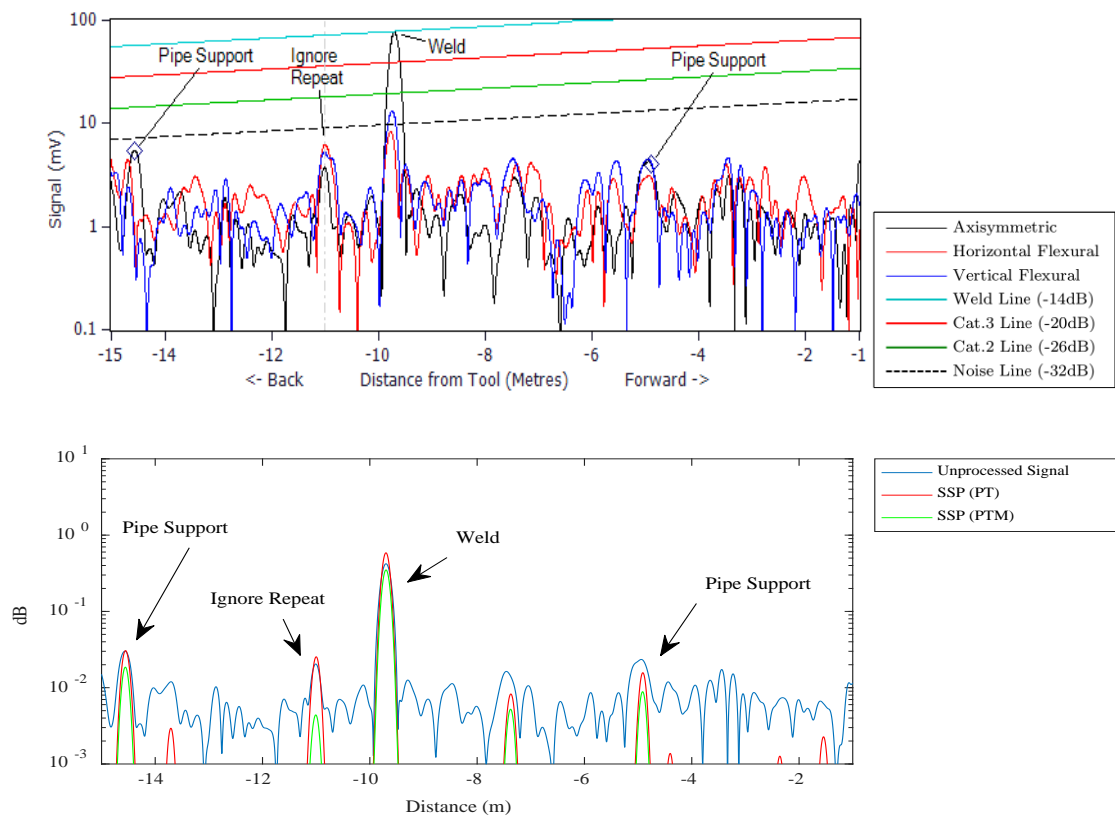 100
10
1
0.1
Signal (mV)
Pipe Support
Ignore
Repeat
Weld
Pipe Support
-15
-14
-12
-10
-8
-6
-4
-2
-1
<- Back
Distance from Tool (Metres)
Forward ->
Axisymmetric
Horizontal Flexural
Vertical Flexural
Weld Line (-14dB)
Cat.3 Line (-20dB)
Cat.2 Line (-26dB)
Noise Line (-32dB)
10 1
10 0
10 -1
10 -2
10 -3
dB
Pipe Support
Ignore Repeat
Weld
Pipe Support
-14
-12
-10
-8
-6
-4
-2
Distance (m)
Unprocessed Signal
SSP (PT)
SSP (PTM)